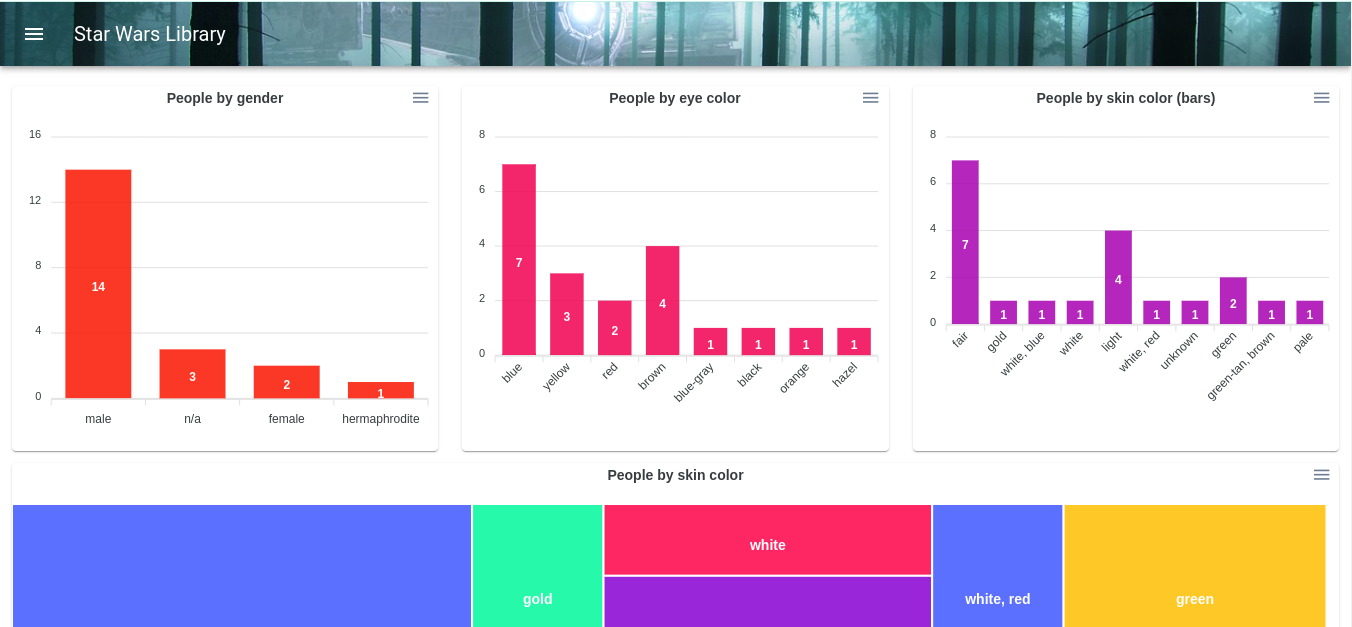 Star Wars Library
People by gender
16
12
8
4
0
14
3
2
1
male
n/a
female
hermaphrodite
People by eye color
8
6
4
2
0
7
3
2
4
1
1
1
1
blue
yellow
red
brown
blue-gray
black
orange
hazel
People by skin color (bars)
8
6
4
2
0
7
1
1
1
4
1
1
2
1
1
fair
gold
white, blue
white
light
white, red
unknown
green
green-tan, brown
pale
People by skin color
white
gold
white, red
green